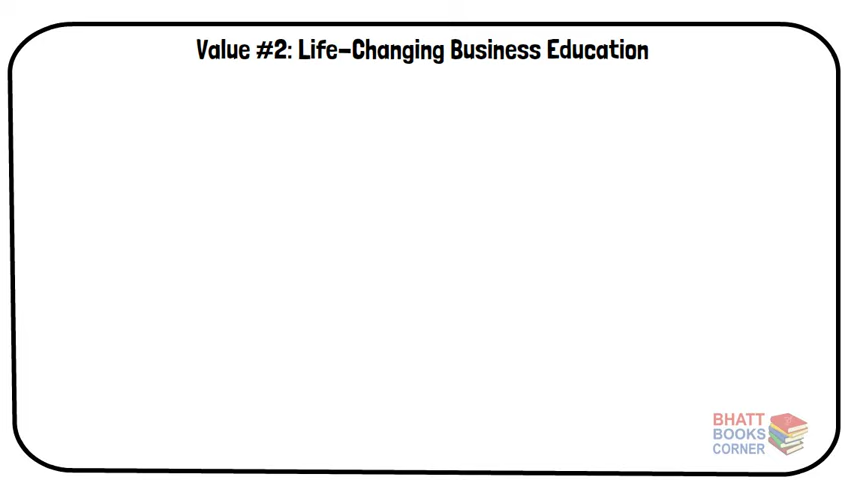 Value #2: Life-Changing Business Education
BHATT
BOOKS
CORNER